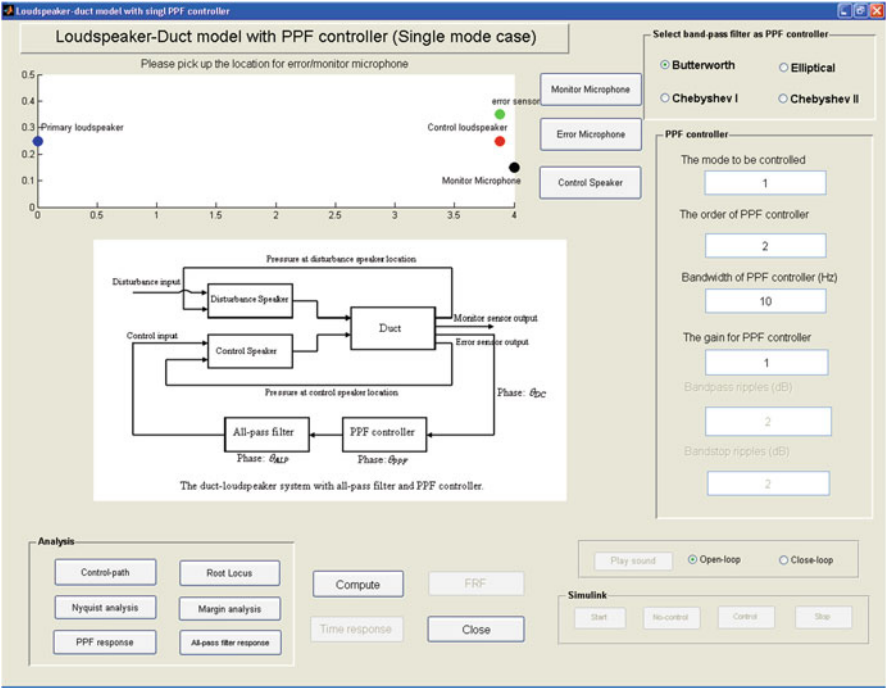 Loudspeaker-duct model with singl PPF controller
Loudspeaker-Duct model with PPF controller (Single mode case)
Please pick up the location for error/monitor microphone
0.5
0.4
0.3
0.2
0.1
0
0
0.5
1
1.5
2
2.5
3
3.5
4
Primary loudspeaker
error sensor
Control loudspeaker
Monitor Microphone
Monitor Microphone
Error Microphone
Control Speaker
Select band-pass filter as PPF controller
Butterworth
Elliptical
Chebyshev I
Chebyshev II
PPF controller
The mode to be controlled
1
The order of PPF controller
2
Bandwidth of PPF controller (Hz)
10
The gain for PPF controller
1
Bandpass ripples (dB)
2
Bandstop ripples (dB)
2
Pressure at disturbance speaker location
Disturbance input
Disturbance Speaker
Duct
Monitor sensor output
Control input
Control Speaker
Error sensor output
Pressure at control speaker location
Phase: θDC
All-pass filter
PPF controller
Phase: θALP
Phase: θPPF
The duct-loudspeaker system with all-pass filter and PPF controller.
Analysis
Control-path
Root Locus
Nyquist analysis
Margin analysis
PPF response
All-pass filter response
Compute
FRF
Time response
Close
Play sound
Open-loop
Close-loop
Simulink
Start
No-control
Control
Stop